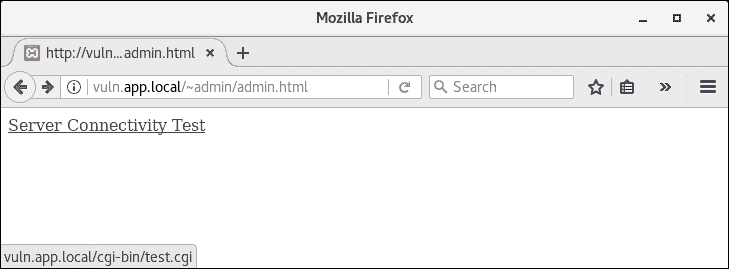 Mozilla Firefox
http://vuln...admin.html
vuln.app.local/~admin/admin.html
Search
Server Connectivity Test
vuln.app.local/cgi-bin/test.cgi